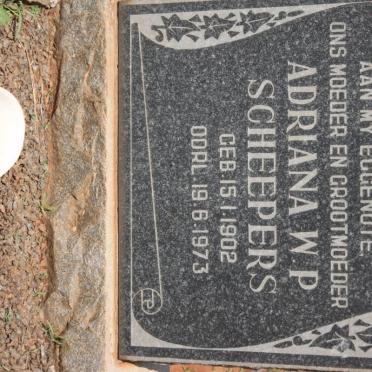 AAN MY EGGENOTE,
ONS MOEDER EN GROOTMOEDER
ADRIANA W P
SCHEEPERS
GEB 15.1.1902
OORL 19.6.1973